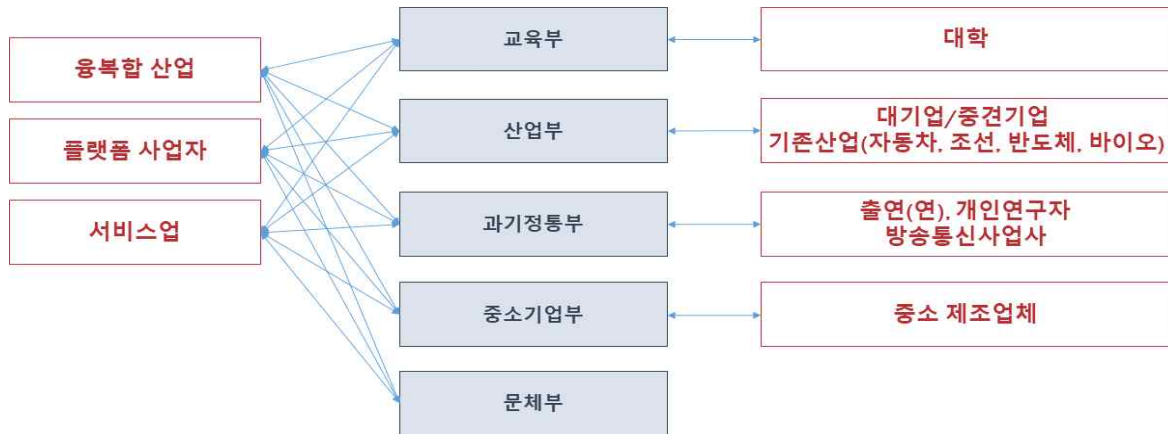 융복합 산업
플랫폼 사업자
서비스업
교육부
산업부
과기정통부
중소기업부
문체부
대학
대기업/중견기업
기존산업(자동차, 조선, 반도체, 바이오)
출연(연), 개인연구자
방송통신사업사
중소 제조업체